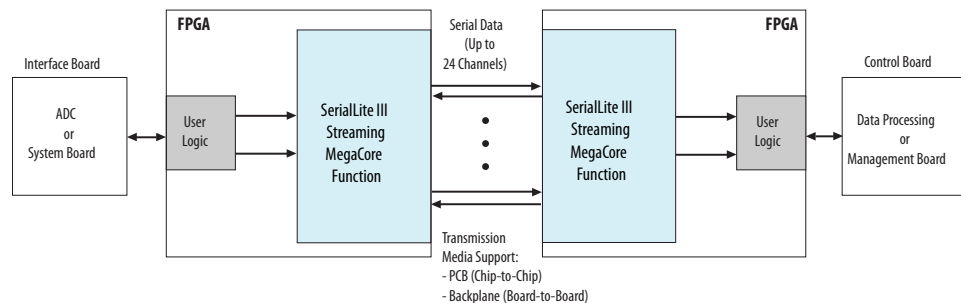 FPGA
Serial Data
(Up to
24 Channels)
FPGA
Interface Board
Control Board
ADC
or
System Board
User
Logic
SerialLite III
Streaming
MegaCore
Function
SerialLite III
Streaming
MegaCore
Function
User
Logic
Data Processing
or
Management Board
Transmission
Media Support:
- PCB (Chip-to-Chip)
- Backplane (Board-to-Board)